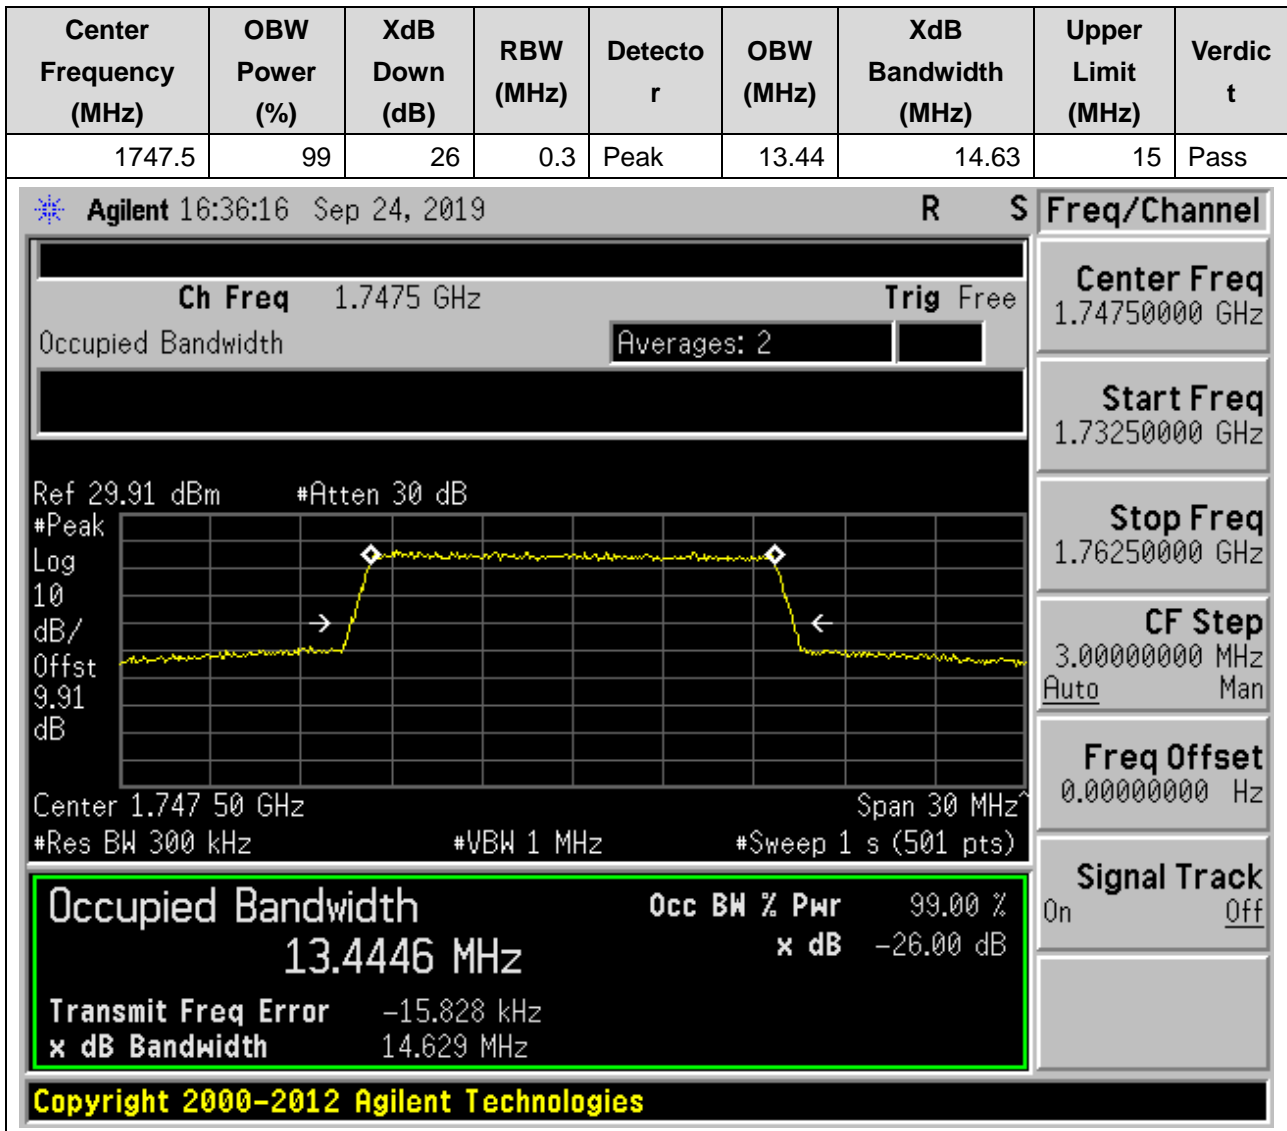 Center Frequency (MHz) OBW Power (%) XdB Down (dB) RBW (MHz) Detector OBW (MHz) XdB Bandwidth (MHz) Upper Limit (MHz) Verdict
1747.5 99 26 0.3 Peak 13.44 14.63 15 Pass
Agilent 16:36:16 Sep 24, 2019 R S Freq/Channel
Ch Freq 1.7475 GHz Trig Free
Occupied Bandwidth Averages: 2
Center Freq
1.74750000 GHz
Start Freq
1.73250000 GHz
Stop Freq
1.76250000 GHz
CF Step
3.00000000 MHz
Auto Man
Freq Offset
0.00000000 Hz
Signal Track
On Off
Ref 29.91 dBm #Atten 30 dB
#Peak
Log
10
dB/
Offst
9.91
dB
Center 1.747 50 GHz Span 30 MHz^
#Res BW 300 kHz #VBW 1 MHz #Sweep 1 s (501 pts)
Occupied Bandwidth Occ BW % Pwr 99.00 %
13.4446 MHz x dB -26.00 dB
Transmit Freq Error -15.828 kHz
x dB Bandwidth 14.629 MHz
Copyright 2000-2012 Agilent Technologies